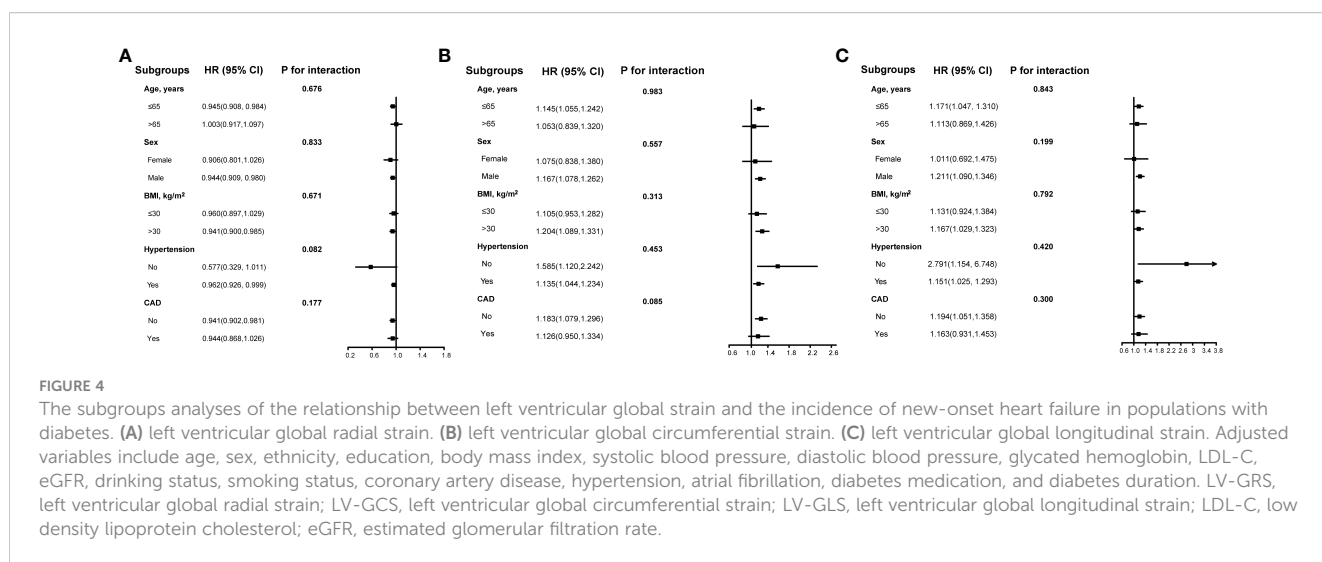 A
Subgroups HR (95% CI) P for interaction
Age, years 0.676
≤65 0.945(0.908, 0.984)
>65 1.003(0.917,1.097)
Sex 0.833
Female 0.906(0.801,1.026)
Male 0.944(0.909, 0.980)
BMI, kg/m² 0.671
≤30 0.960(0.897,1.029)
>30 0.941(0.900,0.985)
Hypertension 0.082
No 0.577(0.329, 1.011)
Yes 0.962(0.926, 0.999)
CAD 0.177
No 0.941(0.902,0.981)
Yes 0.944(0.868,1.026)
0.2 0.6 1.0 1.4 1.8
B
Subgroups HR (95% CI) P for interaction
Age, years 0.983
≤65 1.145(1.055,1.242)
>65 1.053(0.839,1.320)
Sex 0.557
Female 1.075(0.838,1.380)
Male 1.167(1.078,1.262)
BMI, kg/m² 0.313
≤30 1.105(0.953,1.282)
>30 1.204(1.089,1.331)
Hypertension 0.453
No 1.585(1.120,2.242)
Yes 1.135(1.044,1.234)
CAD 0.085
No 1.183(1.079,1.296)
Yes 1.126(0.950,1.334)
0.6 1.0 1.4 1.8 2.2 2.6
C
Subgroups HR (95% CI) P for interaction
Age, years 0.843
≤65 1.171(1.047, 1.310)
>65 1.113(0.869,1.426)
Sex 0.199
Female 1.011(0.692,1.475)
Male 1.211(1.090,1.346)
BMI, kg/m² 0.792
≤30 1.131(0.924,1.384)
>30 1.167(1.029,1.323)
Hypertension 0.420
No 2.791(1.154, 6.748)
Yes 1.151(1.025, 1.293)
CAD 0.300
No 1.194(1.051,1.358)
Yes 1.163(0.931,1.453)
0.6 1.0 1.4 1.8 2.2 2.6 3 3.4 3.8
FIGURE 4
The subgroups analyses of the relationship between left ventricular global strain and the incidence of new-onset heart failure in populations with
diabetes. (A) left ventricular global radial strain. (B) left ventricular global circumferential strain. (C) left ventricular global longitudinal strain. Adjusted
variables include age, sex, ethnicity, education, body mass index, systolic blood pressure, diastolic blood pressure, glycated hemoglobin, LDL-C,
eGFR, drinking status, smoking status, coronary artery disease, hypertension, atrial fibrillation, diabetes medication, and diabetes duration. LV-GRS,
left ventricular global radial strain; LV-GCS, left ventricular global circumferential strain; LV-GLS, left ventricular global longitudinal strain; LDL-C, low
density lipoprotein cholesterol; eGFR, estimated glomerular filtration rate.